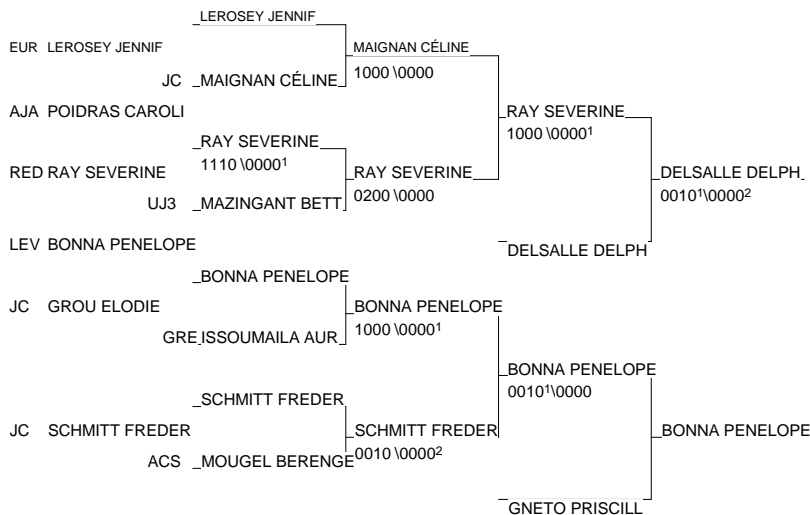 LEROSEY JENNIF
EUR LEROSEY JENNIF
MAIGNAN CÉLINE
1000 \0000
JC MAIGNAN CÉLINE
AJA POIDRAS CAROLI
RAY SEVERINE
1000 \0000¹
RAY SEVERINE
1110 \0000¹
RED RAY SEVERINE
RAY SEVERINE
0200 \0000
DELSALLE DELPH
0010¹\0000²
UJ3 MAZINGANT BETT
LEV BONNA PENELOPE
DELSALLE DELPH
BONNA PENELOPE
JC GROU ELODIE
BONNA PENELOPE
1000 \0000¹
GRE ISSOUMAILA AUR
BONNA PENELOPE
0010¹\0000
SCHMITT FREDER
JC SCHMITT FREDER
SCHMITT FREDER
0010 \0000²
BONNA PENELOPE
ACS MOUGEL BERENGE
GNETO PRISCILL